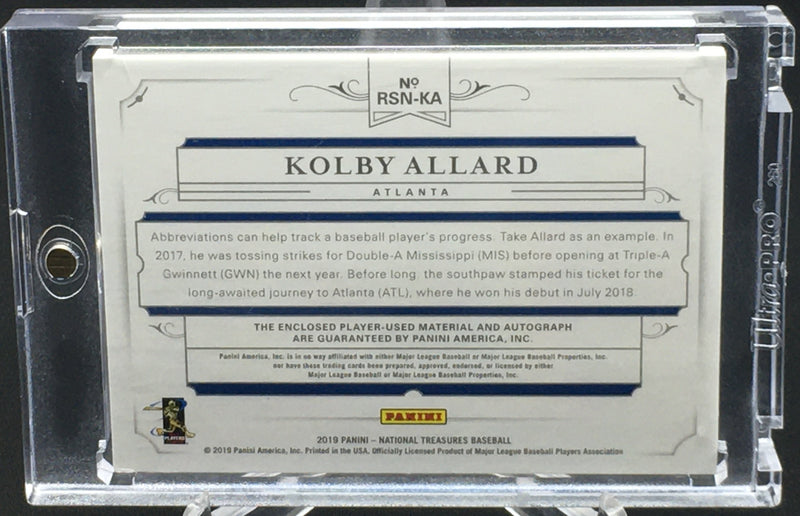 Nº
RSN-KA
KOLBY ALLARD
ATLANTA
Abbreviations can help track a baseball player's progress. Take Allard as an example. In
2017, he was tossing strikes for Double-A Mississippi (MIS) before opening at Triple-A
Gwinnett (GWN) the next year. Before long, the southpaw stamped his ticket for the
long-awaited journey to Atlanta (ATL), where he won his debut in July 2018.
THE ENCLOSED PLAYER-USED MATERIAL AND AUTOGRAPH
ARE GUARANTEED BY PANINI AMERICA, INC.
Panini America, Inc. is in no way affiliated with either Major League Baseball or Major League Baseball Properties, Inc.
nor have these trading cards been prepared, approved, endorsed, or licensed by either
Major League Baseball or Major League Baseball Properties, Inc.
PANINI
PLAYERS
2019 PANINI – NATIONAL TREASURES BASEBALL
© 2019 Panini America, Inc. Printed in the USA. Officially Licensed Product of Major League Baseball Players Association
Ultra·PRO®